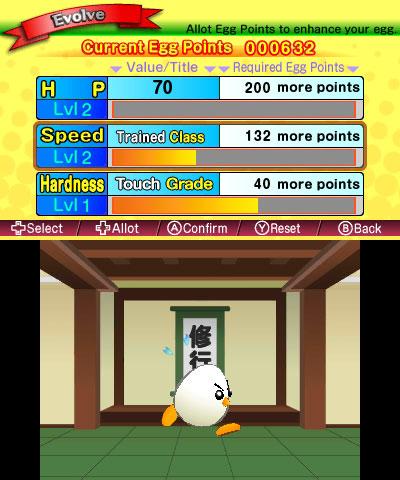 Evolve
Allot Egg Points to enhance your egg.
Current Egg Points 000632
Value/Title Required Egg Points
HP 70 200 more points
Lvl 2
Speed Trained Class 132 more points
Lvl 2
Hardness Touch Grade 40 more points
Lvl 1
Select Allot A Confirm Y Reset B Back
修行